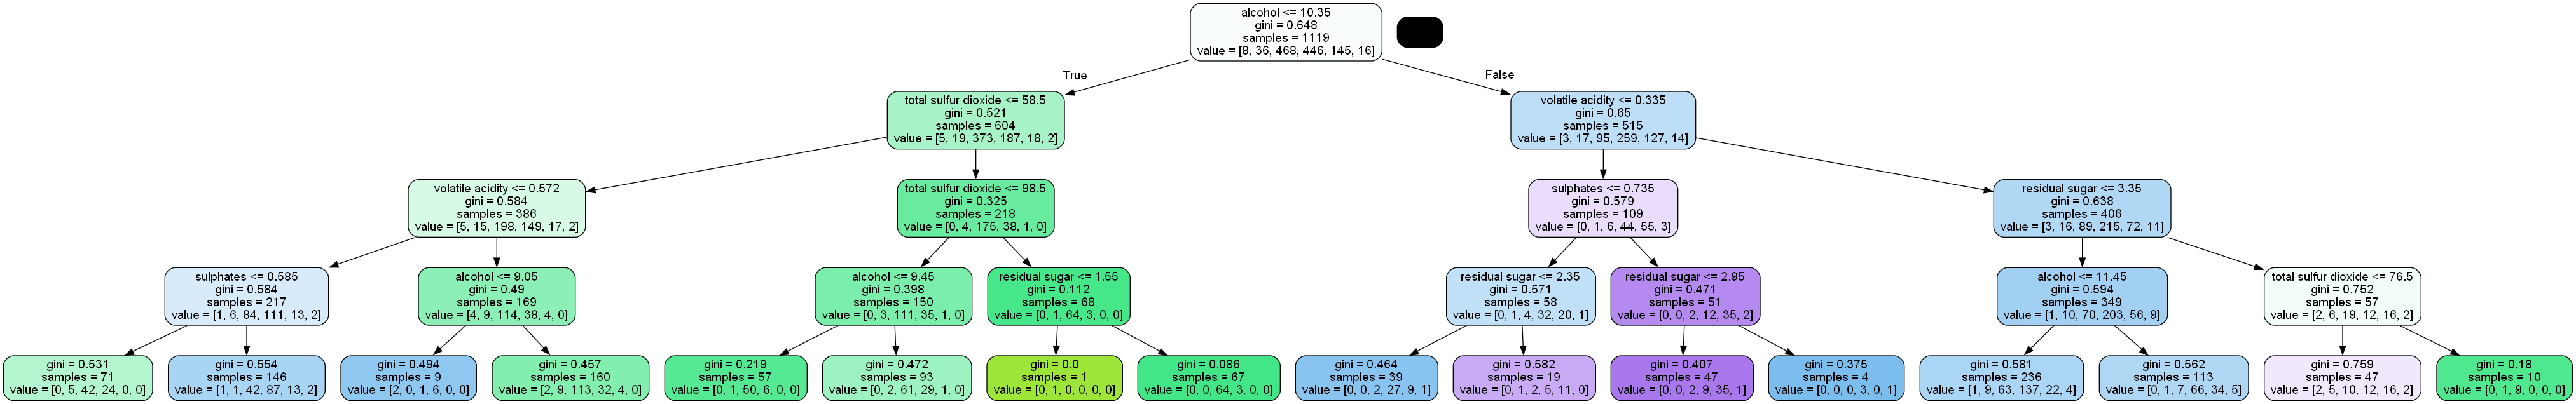 alcohol <= 10.35
gini = 0.648
samples = 1119
value = [8, 36, 468, 446, 145, 16]
True
False
total sulfur dioxide <= 58.5
gini = 0.521
samples = 604
value = [5, 19, 373, 187, 18, 2]
volatile acidity <= 0.335
gini = 0.65
samples = 515
value = [3, 17, 95, 259, 127, 14]
volatile acidity <= 0.572
gini = 0.584
samples = 386
value = [5, 15, 198, 149, 17, 2]
total sulfur dioxide <= 98.5
gini = 0.325
samples = 218
value = [0, 4, 175, 38, 1, 0]
sulphates <= 0.735
gini = 0.579
samples = 109
value = [0, 1, 6, 44, 55, 3]
residual sugar <= 3.35
gini = 0.638
samples = 406
value = [3, 16, 89, 215, 72, 11]
sulphates <= 0.585
gini = 0.584
samples = 217
value = [1, 6, 84, 111, 13, 2]
alcohol <= 9.05
gini = 0.49
samples = 169
value = [4, 9, 114, 38, 4, 0]
alcohol <= 9.45
gini = 0.398
samples = 150
value = [0, 3, 111, 35, 1, 0]
residual sugar <= 1.55
gini = 0.112
samples = 68
value = [0, 1, 64, 3, 0, 0]
residual sugar <= 2.35
gini = 0.571
samples = 58
value = [0, 1, 4, 32, 20, 1]
residual sugar <= 2.95
gini = 0.471
samples = 51
value = [0, 0, 2, 12, 35, 2]
alcohol <= 11.45
gini = 0.594
samples = 349
value = [1, 10, 70, 203, 56, 9]
total sulfur dioxide <= 76.5
gini = 0.752
samples = 57
value = [2, 6, 19, 12, 16, 2]
gini = 0.531
samples = 71
value = [0, 5, 42, 24, 0, 0]
gini = 0.554
samples = 146
value = [1, 1, 42, 87, 13, 2]
gini = 0.494
samples = 9
value = [2, 0, 1, 6, 0, 0]
gini = 0.457
samples = 160
value = [2, 9, 113, 32, 4, 0]
gini = 0.219
samples = 57
value = [0, 1, 50, 6, 0, 0]
gini = 0.472
samples = 93
value = [0, 2, 61, 29, 1, 0]
gini = 0.0
samples = 1
value = [0, 1, 0, 0, 0, 0]
gini = 0.086
samples = 67
value = [0, 0, 64, 3, 0, 0]
gini = 0.464
samples = 39
value = [0, 0, 2, 27, 9, 1]
gini = 0.582
samples = 19
value = [0, 1, 2, 5, 11, 0]
gini = 0.407
samples = 47
value = [0, 0, 2, 9, 35, 1]
gini = 0.375
samples = 4
value = [0, 0, 0, 3, 0, 1]
gini = 0.581
samples = 236
value = [1, 9, 63, 137, 22, 4]
gini = 0.562
samples = 113
value = [0, 1, 7, 66, 34, 5]
gini = 0.759
samples = 47
value = [2, 5, 10, 12, 16, 2]
gini = 0.18
samples = 10
value = [0, 1, 9, 0, 0, 0]